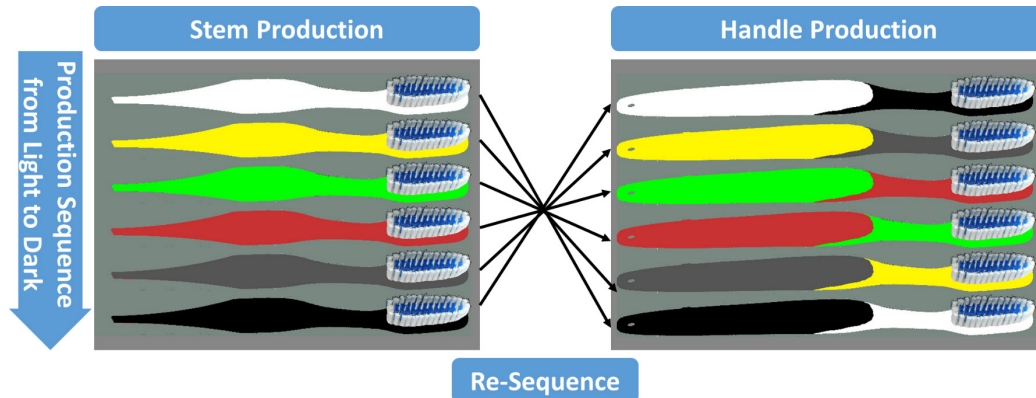 Stem Production
Handle Production
Production Sequence
from Light to Dark
Re-Sequence